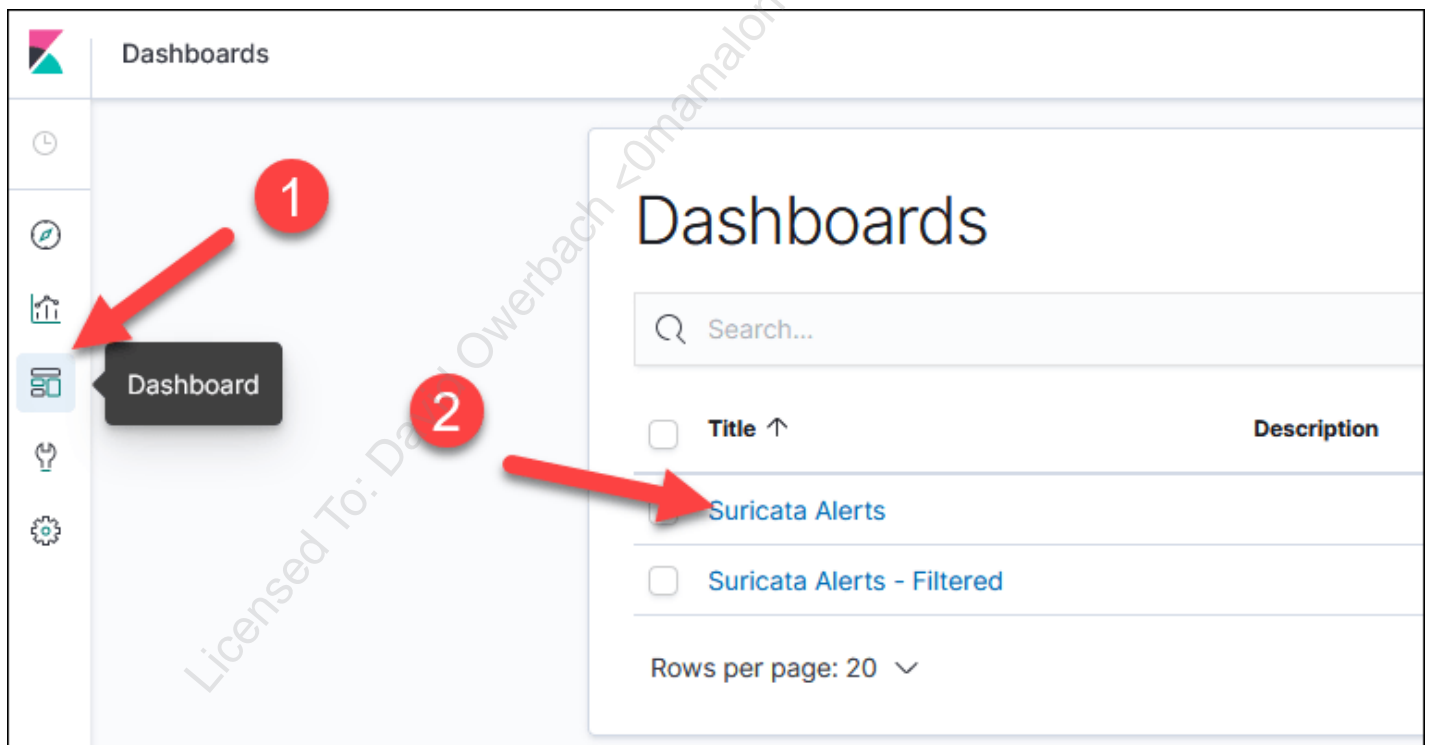 Dashboards
1
Dashboards
Search...
Dashboard
2
Title ↑ Description
Suricata Alerts
Suricata Alerts - Filtered
Rows per page: 20
Licensed To: Owerbach <0mamalon